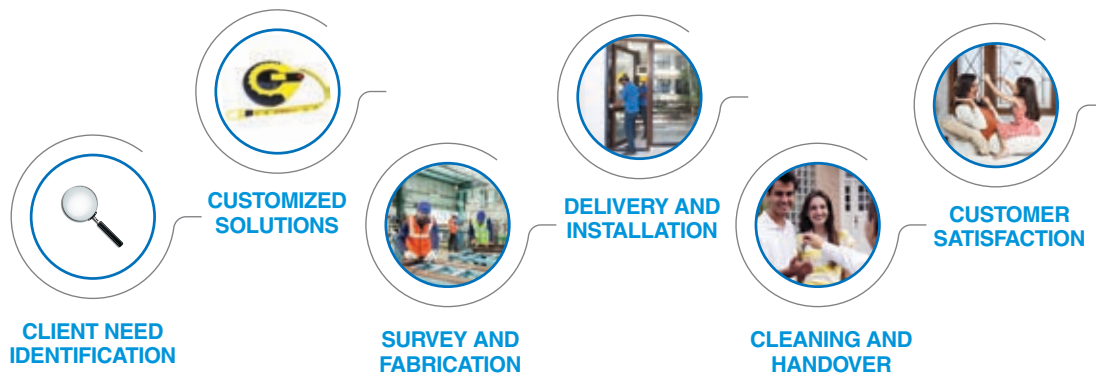 CLIENT NEED
IDENTIFICATION
CUSTOMIZED
SOLUTIONS
SURVEY AND
FABRICATION
DELIVERY AND
INSTALLATION
CLEANING AND
HANDOVER
CUSTOMER
SATISFACTION